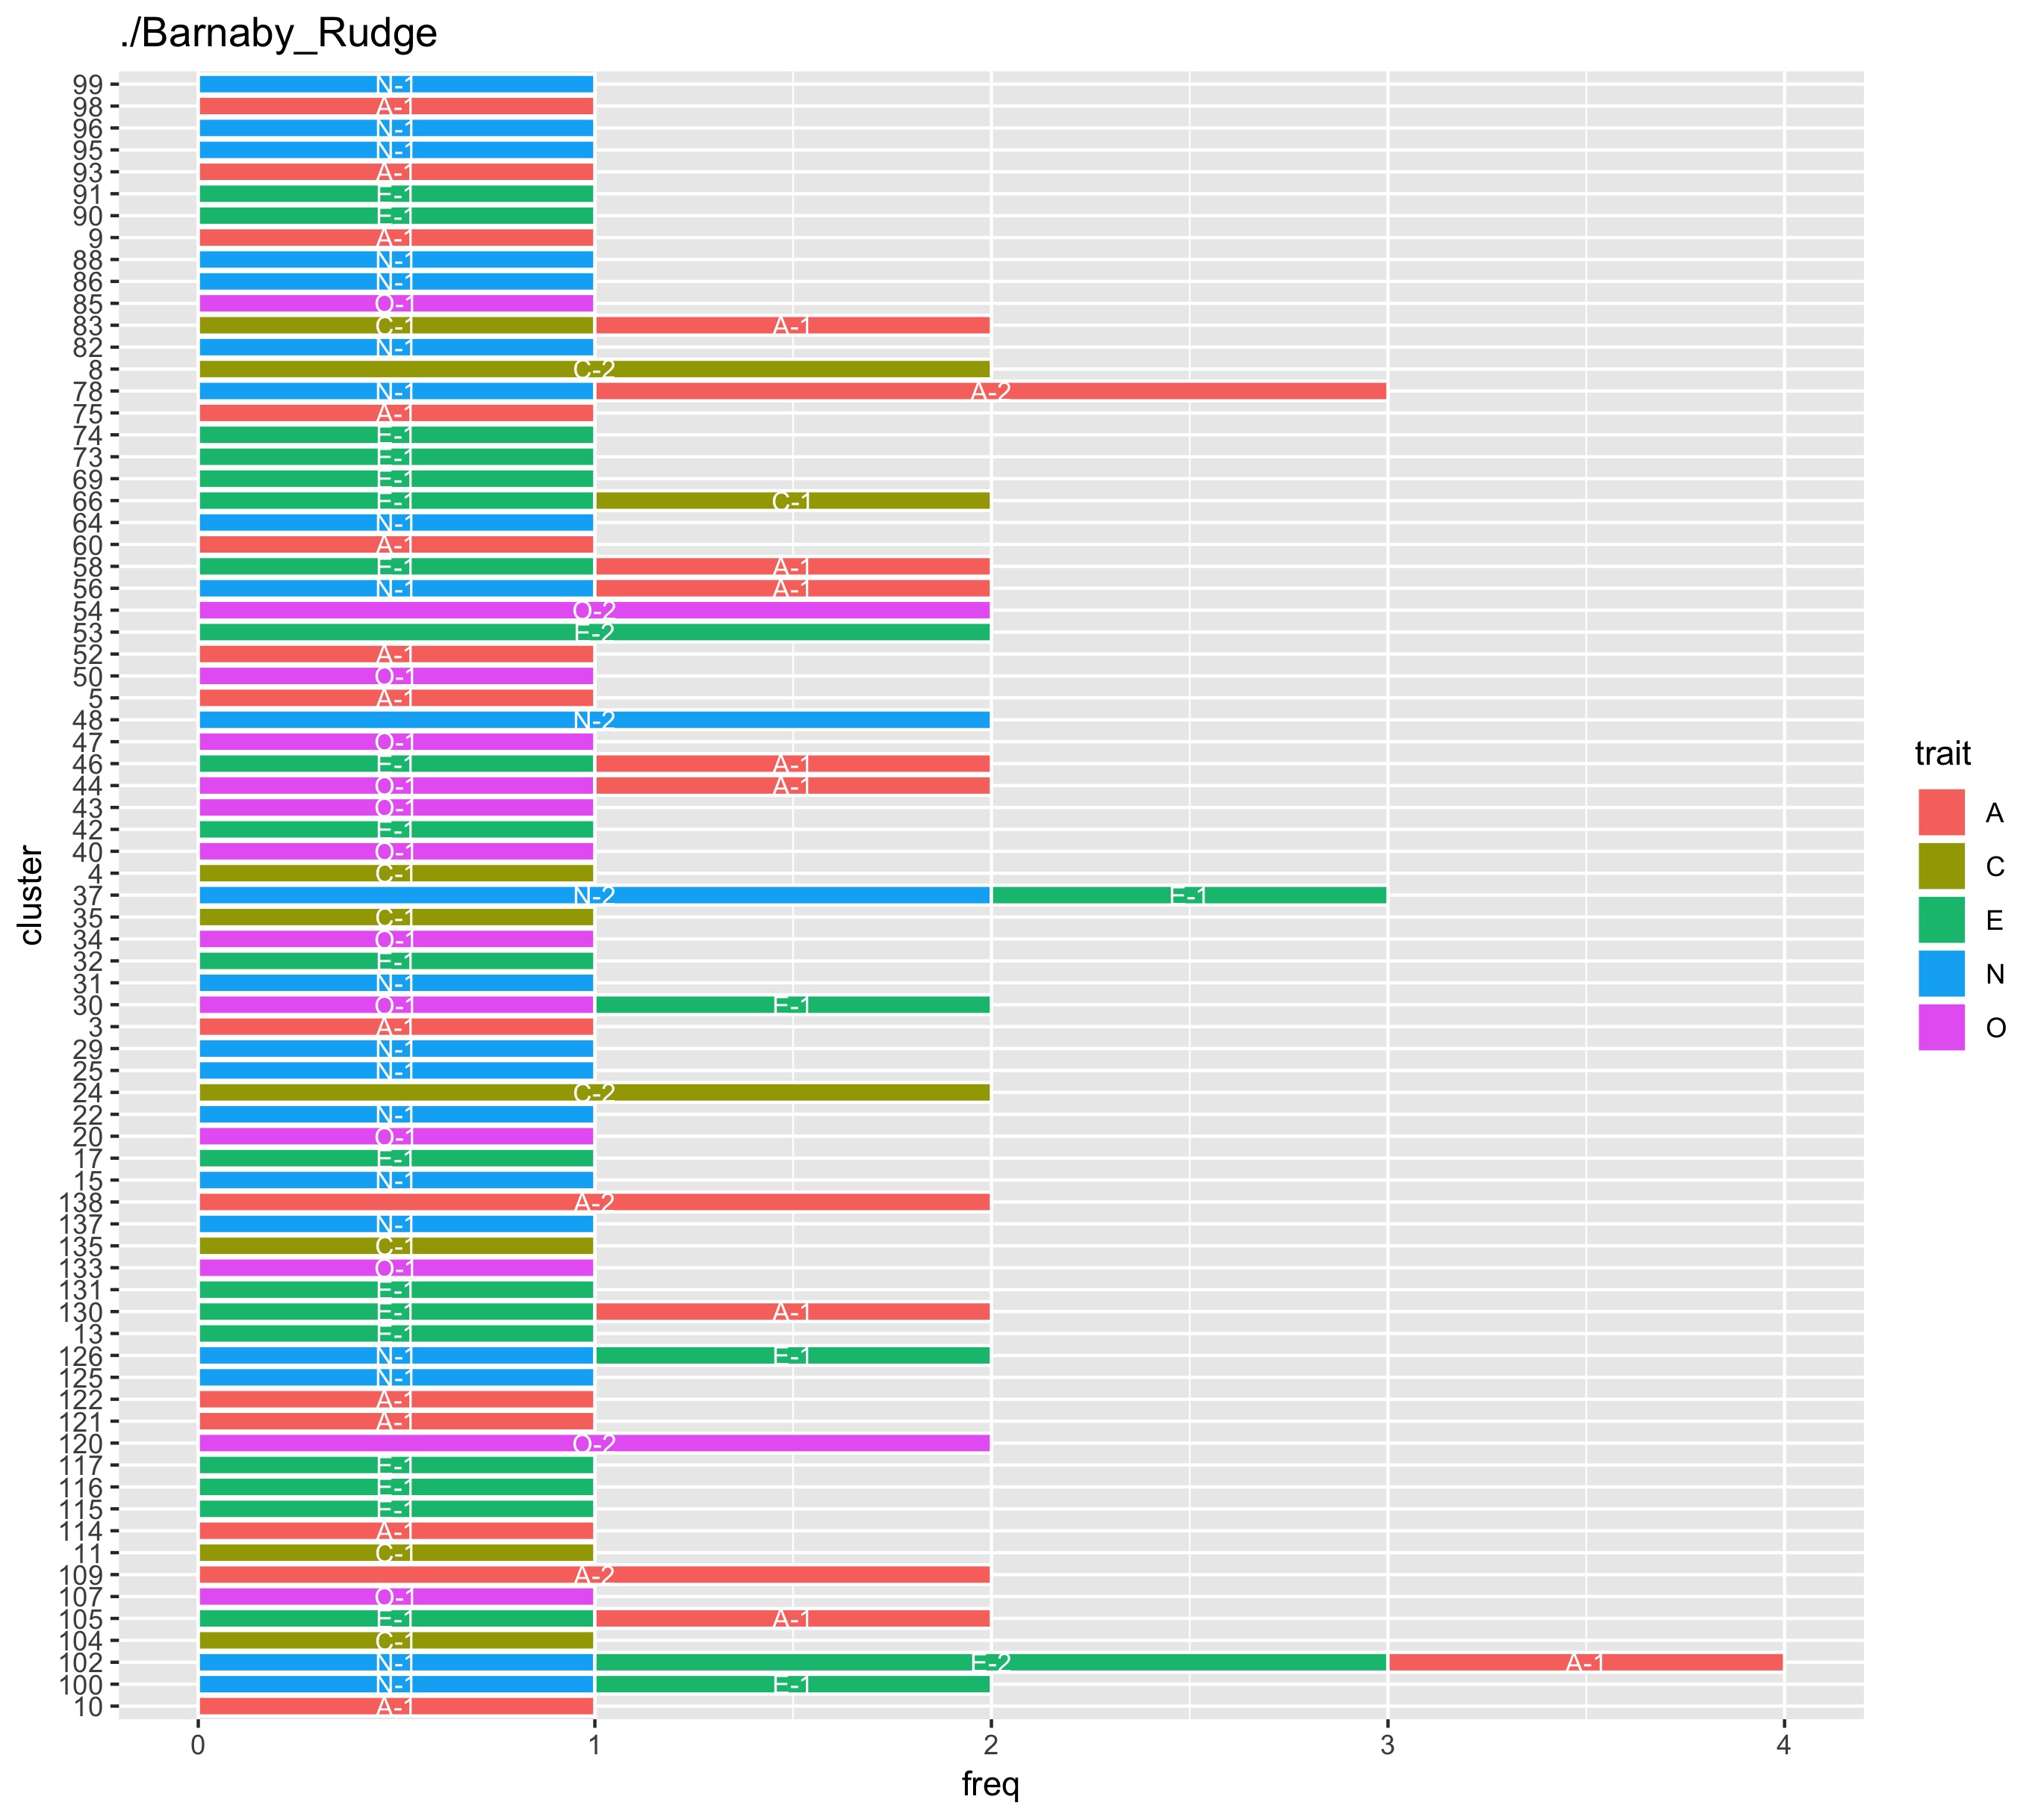 ./Barnaby_Rudge
99 N-1
98 A-1
96 N-1
95 N-1
93 A-1
91 E-1
90 E-1
9 A-1
88 N-1
86 N-1
85 O-1
83 C-1 A-1
82 N-1
8 C-2
78 N-1 A-2
75 A-1
74 E-1
73 E-1
69 E-1
66 E-1 C-1
64 N-1
60 A-1
58 E-1 A-1
56 N-1 A-1
54 O-2
53 E-2
52 A-1
50 O-1
5 A-1
48 N-2
47 O-1
46 E-1 A-1
44 O-1 A-1
43 O-1
42 E-1
40 O-1
4 C-1
37 N-2 E-1
35 C-1
34 O-1
32 E-1
31 N-1
30 O-1 E-1
3 A-1
29 N-1
25 N-1
24 C-2
22 N-1
20 O-1
17 E-1
15 N-1
138 A-2
137 N-1
135 C-1
133 O-1
131 E-1
130 E-1 A-1
13 E-1
126 N-1 E-1
125 N-1
122 A-1
121 A-1
120 O-2
117 E-1
116 E-1
115 E-1
114 A-1
11 C-1
109 A-2
107 O-1
105 E-1 A-1
104 C-1
102 N-1 E-2 A-1
100 N-1 E-1
10 A-1
0 1 2 3 4
freq
cluster
trait
A
C
E
N
O